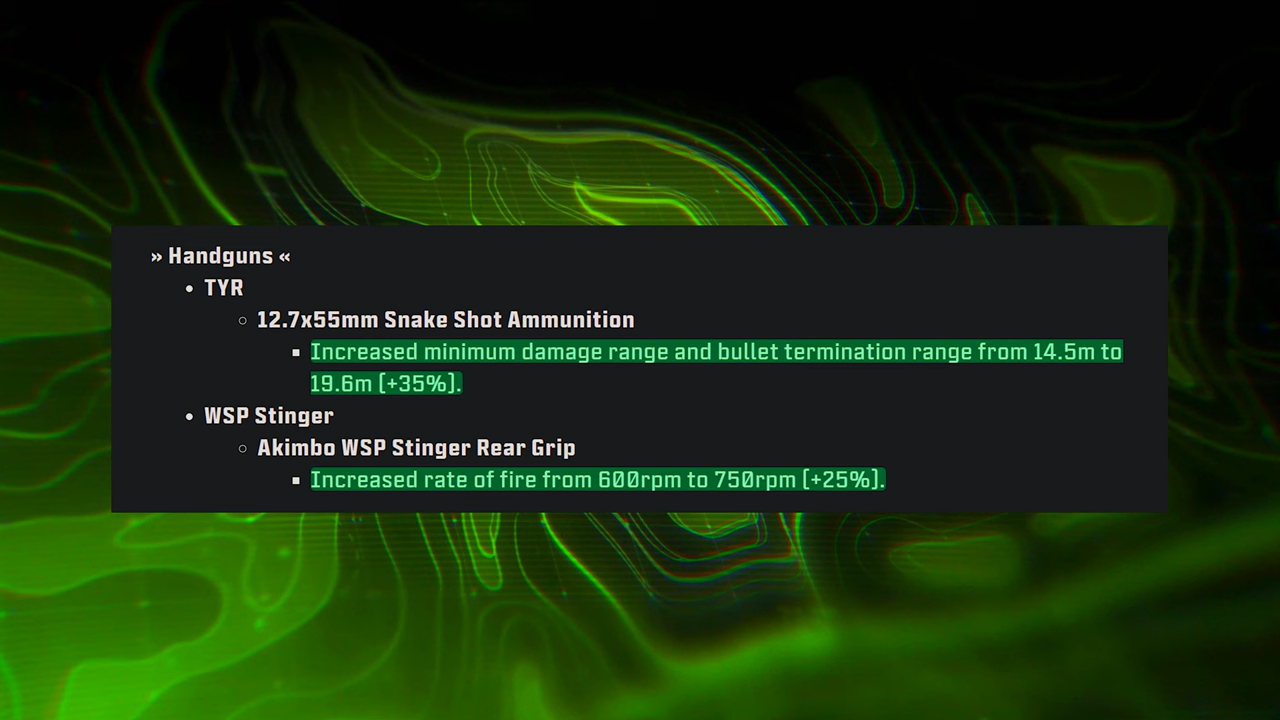 » Handguns «
• TYR
○ 12.7x55mm Snake Shot Ammunition
▪ Increased minimum damage range and bullet termination range from 14.5m to
19.6m [+35%].
• WSP Stinger
○ Akimbo WSP Stinger Rear Grip
▪ Increased rate of fire from 600rpm to 750rpm [+25%].